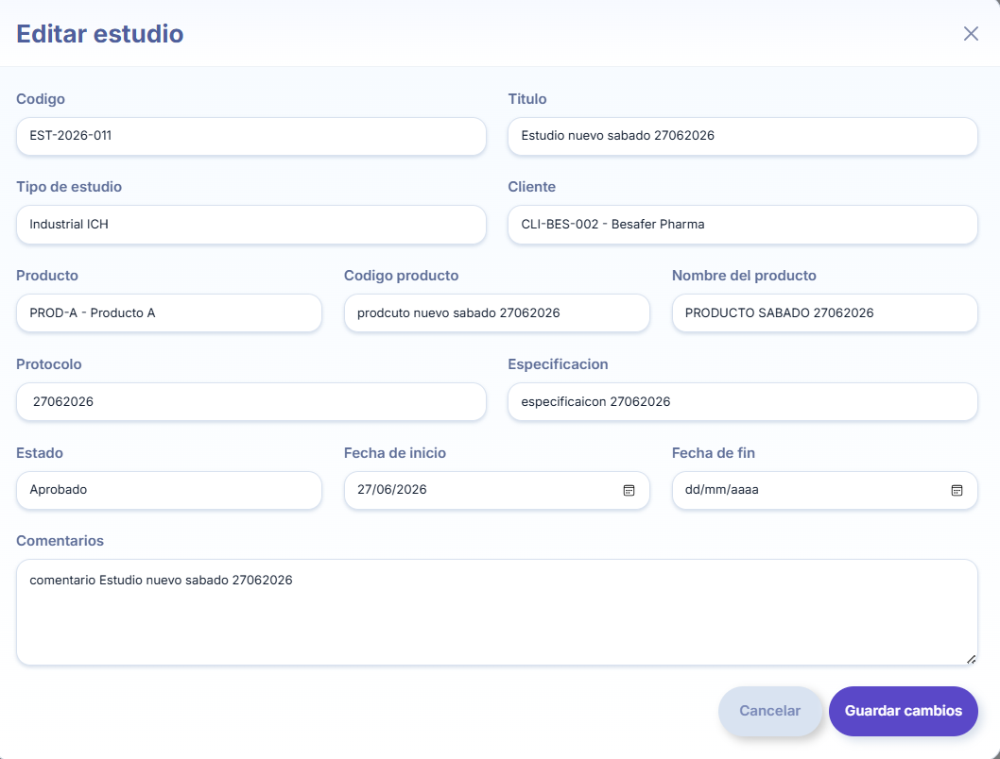 Editar estudio
Codigo
Titulo
EST-2026-011
Estudio nuevo sabado 27062026
Tipo de estudio
Cliente
Industrial ICH
CLI-BES-002 - Besafer Pharma
Producto
Codigo producto
Nombre del producto
PROD-A - Producto A
prodcuto nuevo sabado 27062026
PRODUCTO SABADO 27062026
Protocolo
Especificacion
27062026
especificaicon 27062026
Estado
Fecha de inicio
Fecha de fin
Aprobado
27/06/2026
dd/mm/aaaa
Comentarios
comentario Estudio nuevo sabado 27062026
Cancelar
Guardar cambios